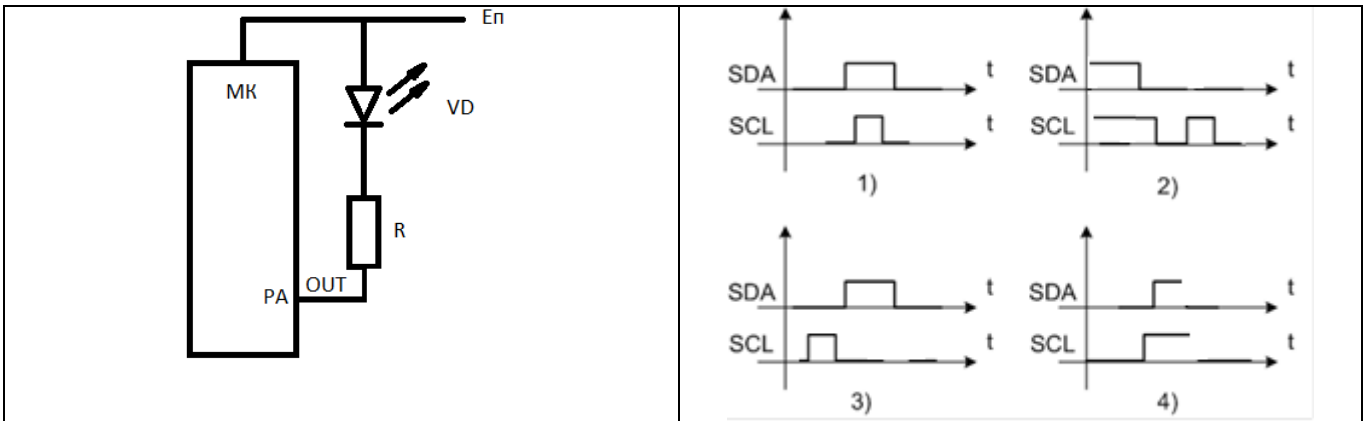 Еп
МК
VD
R
PA OUT
SDA t
SCL t
1)
SDA t
SCL t
2)
SDA t
SCL t
3)
SDA t
SCL t
4)